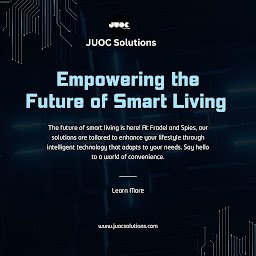 JUOC
JUOC Solutions
Empowering the
Future of Smart Living
The future of smart living is here! At Fradel and Spies, our
solutions are tailored to enhance your lifestyle through
intelligent technology that adapts to your needs. Say hello
to a world of convenience.
Learn More
www.juocsolutions.com